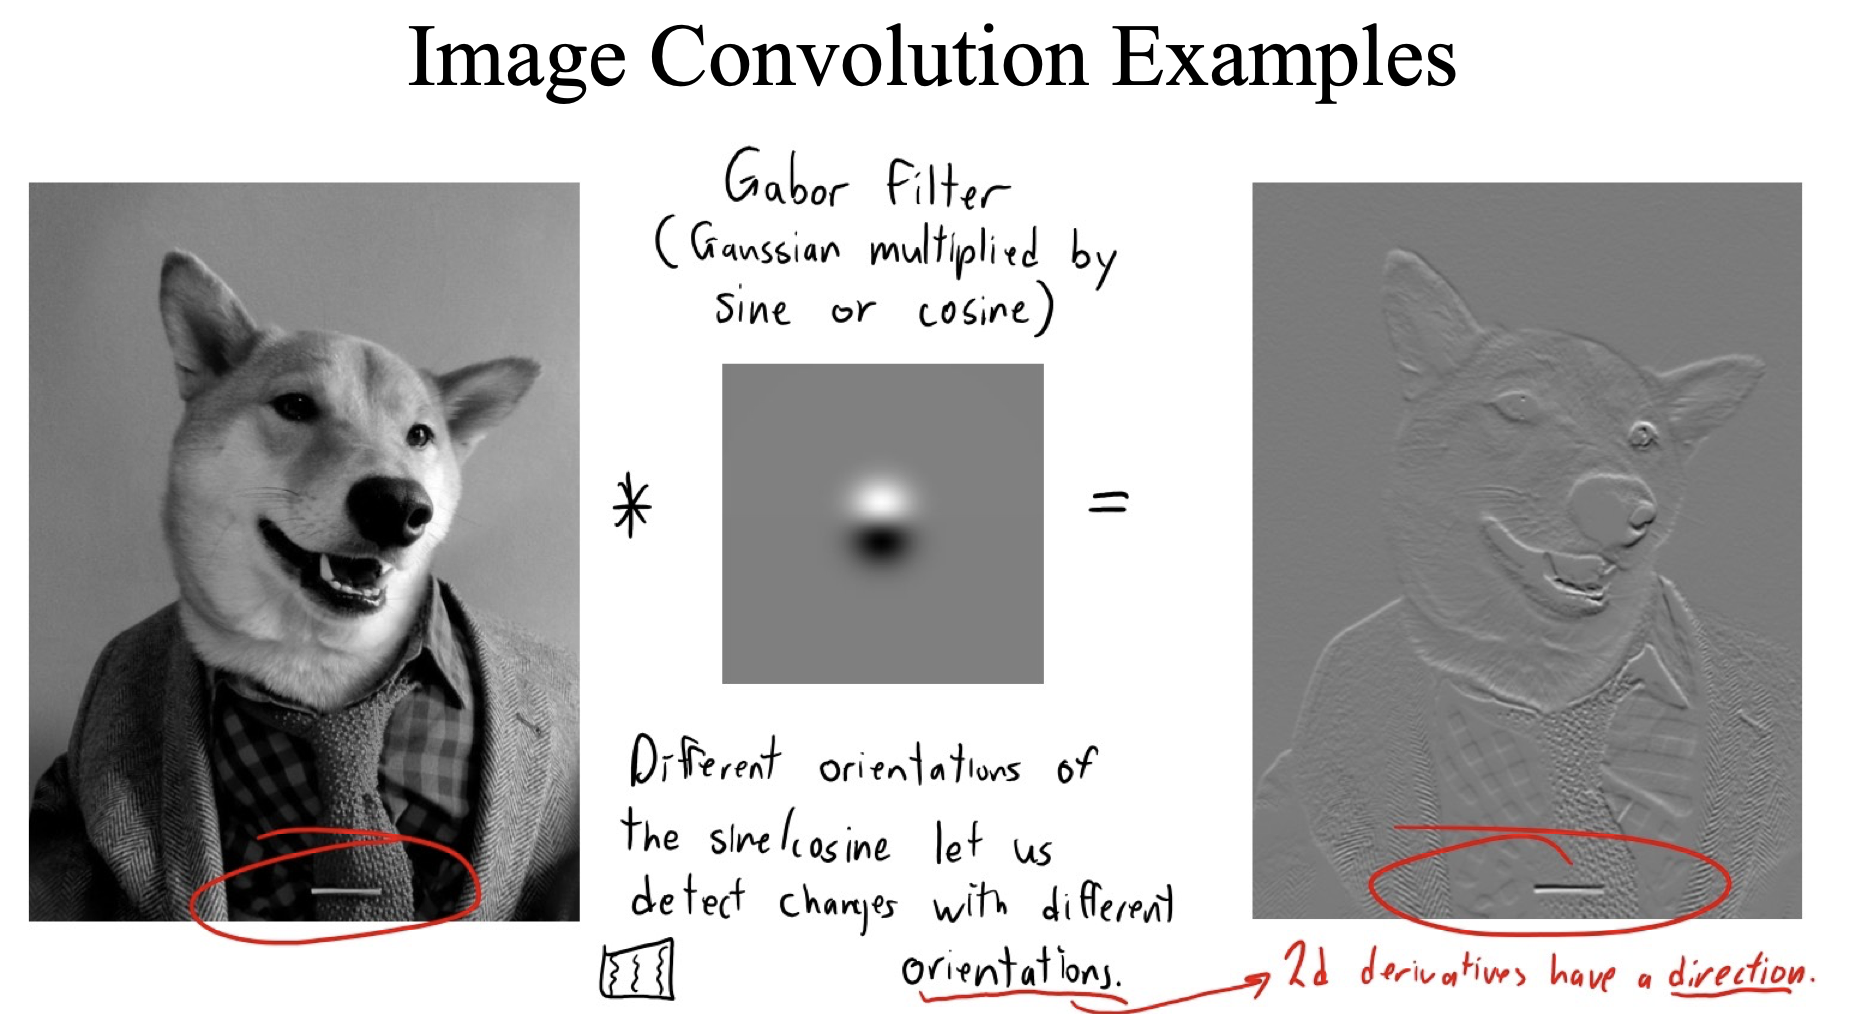 Image Convolution Examples
Gabor Filter
(Gaussian multiplied by
sine or cosine)
*
=
Different orientations of
the sine/cosine let us
detect changes with different
orientations.
2d derivatives have a direction.